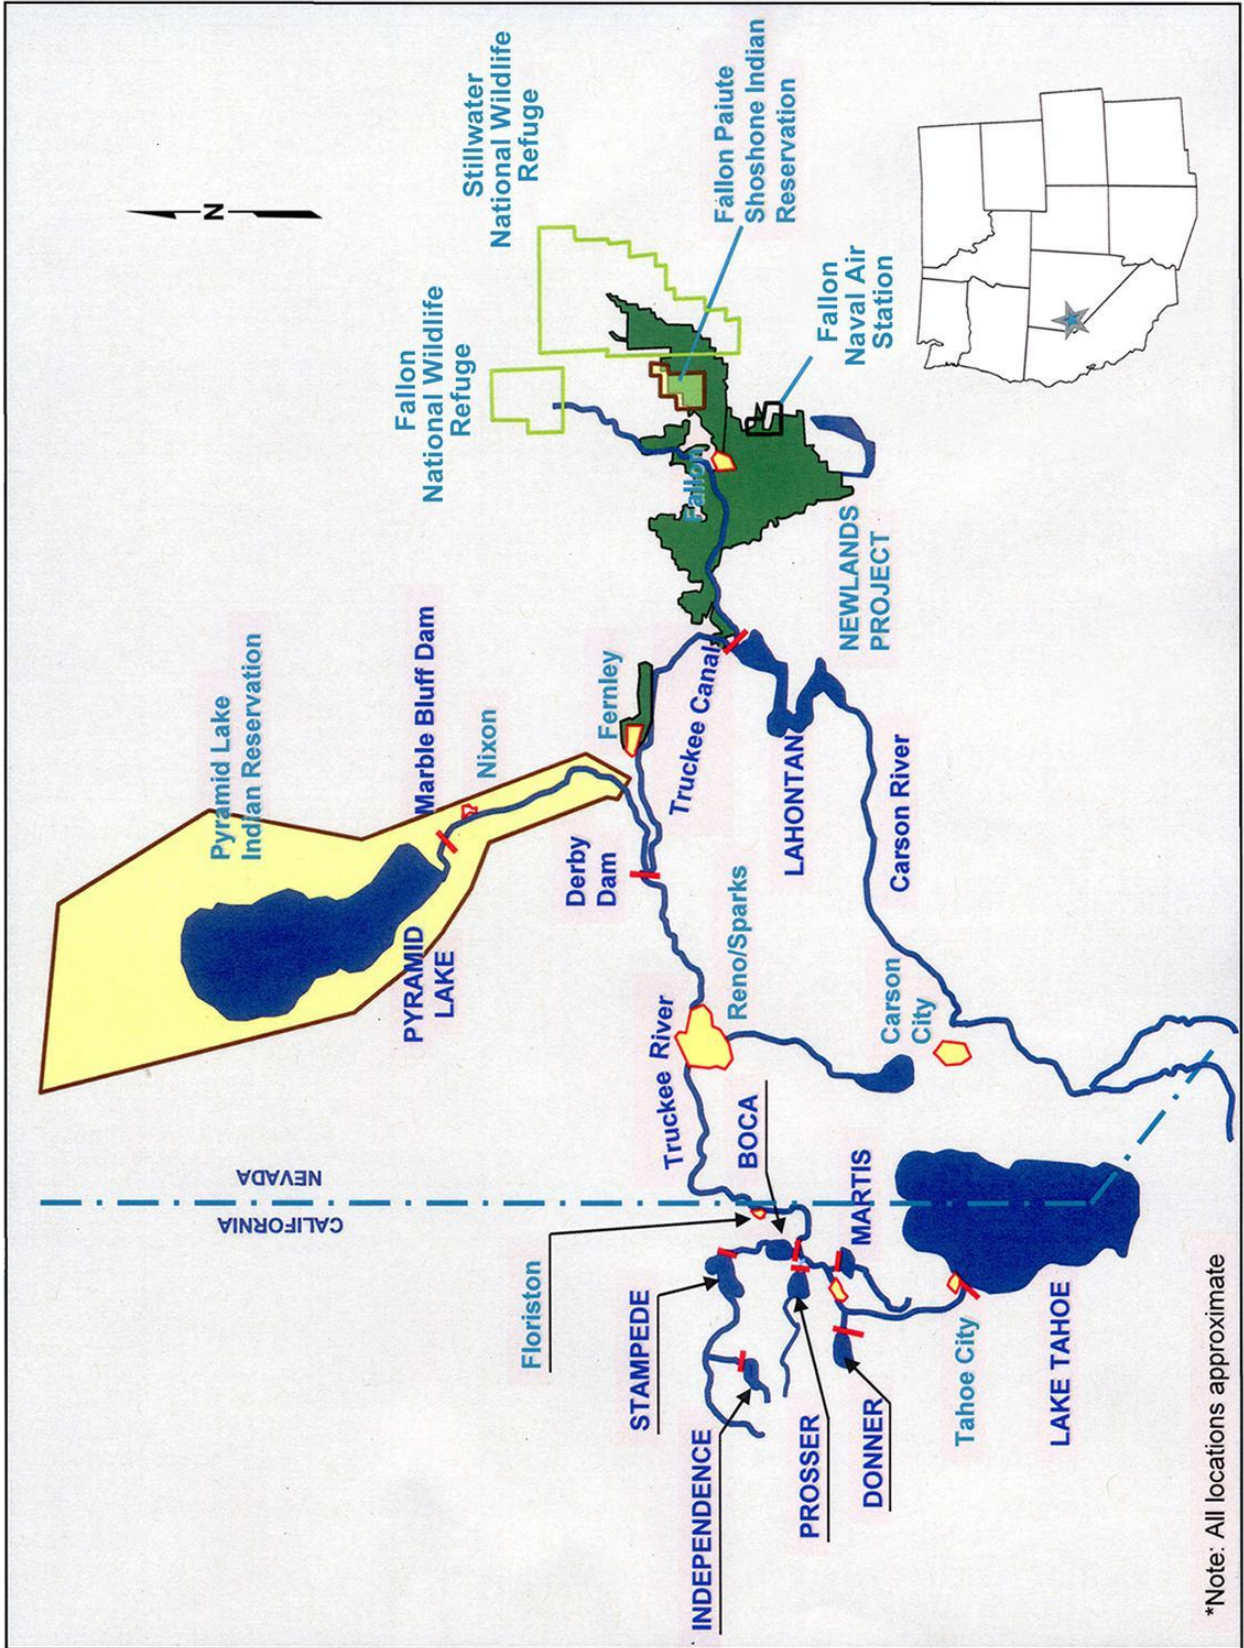 Stillwater
National Wildlife
Refuge
Fallon Paiute
Shoshone Indian
Reservation
N
Fallon
National Wildlife
Refuge
Fallon
Naval Air
Station
Fallon
NEWLANDS
PROJECT
Pyramid Lake
Indian Reservation
Marble Bluff Dam
Nixon
Fernley
Truckee Canal
LAHONTAN
Carson River
Derby
Dam
PYRAMID
LAKE
Reno/Sparks
Truckee River
Carson
City
NEVADA
CALIFORNIA
BOCA
MARTIS
Floriston
STAMPEDE
INDEPENDENCE
PROSSER
DONNER
Tahoe City
LAKE TAHOE
*Note: All locations approximate